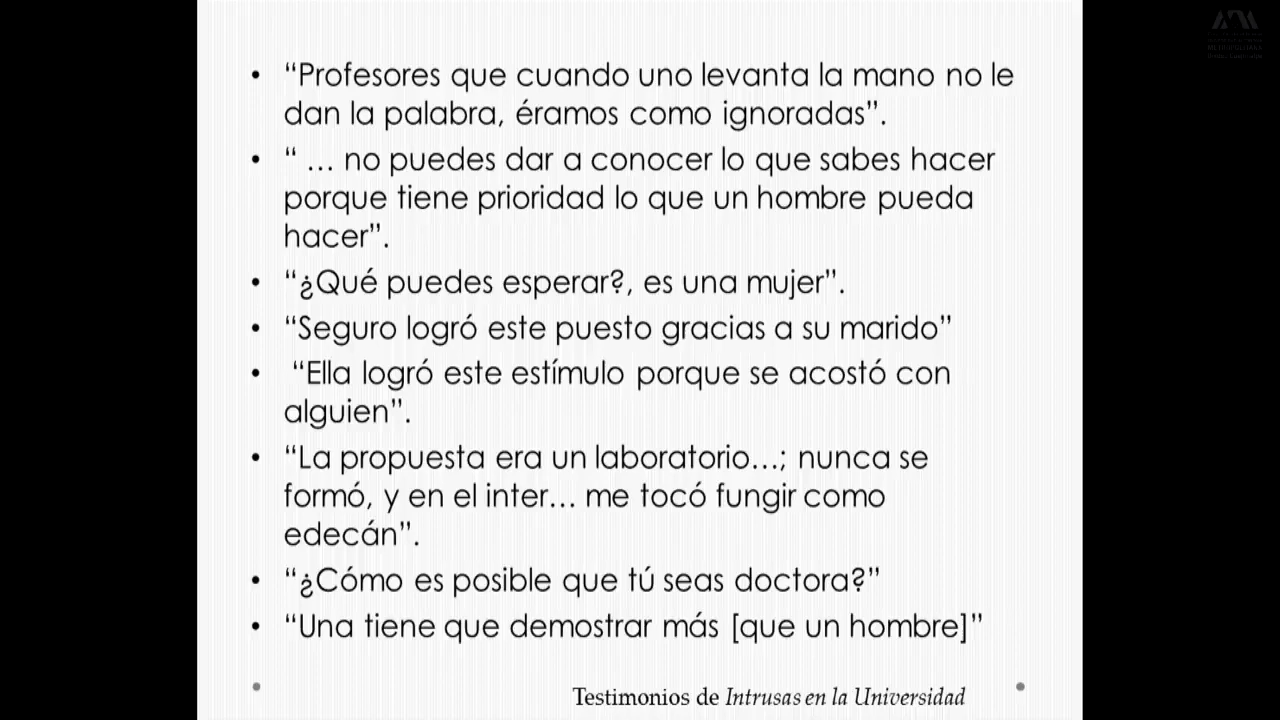 • “Profesores que cuando uno levanta la mano no le
dan la palabra, éramos como ignoradas”.
• “ … no puedes dar a conocer lo que sabes hacer
porque tiene prioridad lo que un hombre pueda
hacer”.
• “¿Qué puedes esperar?, es una mujer”.
• “Seguro logró este puesto gracias a su marido”
• “Ella logró este estímulo porque se acostó con
alguien”.
• “La propuesta era un laboratorio…; nunca se
formó, y en el inter… me tocó fungir como
edecán”.
• “¿Cómo es posible que tú seas doctora?”
• “Una tiene que demostrar más [que un hombre]”
Testimonios de Intrusas en la Universidad